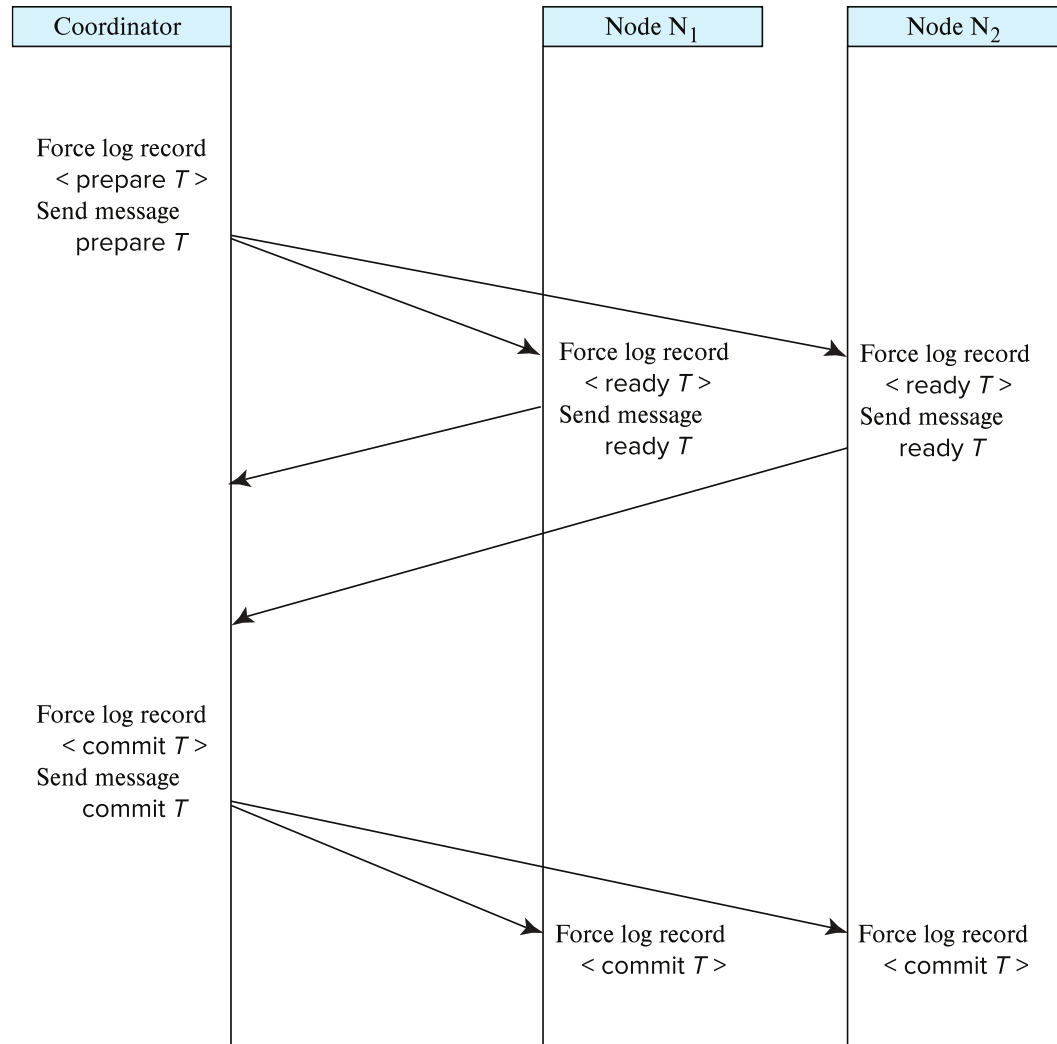 Coordinator
Node N1
Node N2
Force log record
< prepare T >
Send message
prepare T
Force log record
< ready T >
Send message
ready T
Force log record
< ready T >
Send message
ready T
Force log record
< commit T >
Send message
commit T
Force log record
< commit T >
Force log record
< commit T >